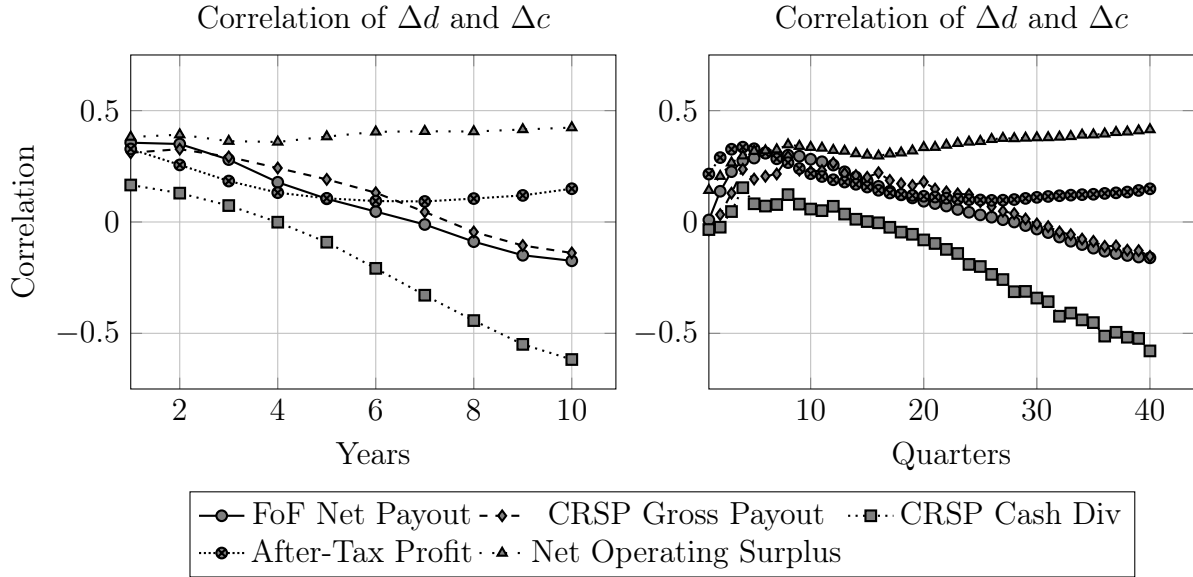 Correlation of Δd and Δc
Correlation of Δd and Δc
Correlation
0.5
0
−0.5
2 4 6 8 10
Years
0.5
0
−0.5
10 20 30 40
Quarters
FoF Net Payout CRSP Gross Payout CRSP Cash Div
After-Tax Profit Net Operating Surplus